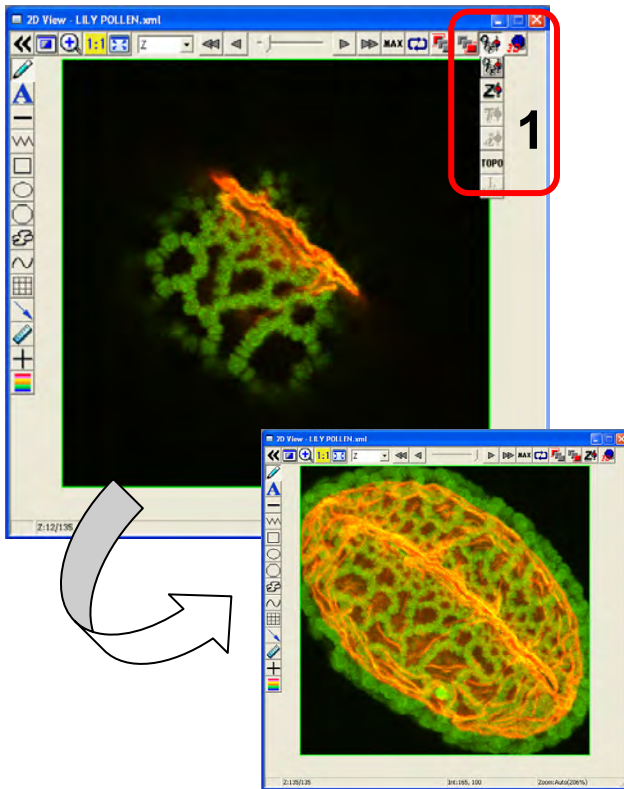 2D View - LILY POLLEN.xml
1:1
Z
MAX
3D
A
Z
TOPO
1
Z:12/135
2D View - LILY POLLEN.xml
1:1
Z
MAX
Z
A
Z:135/135
Int:165, 100
Zoom:Auto(206%)